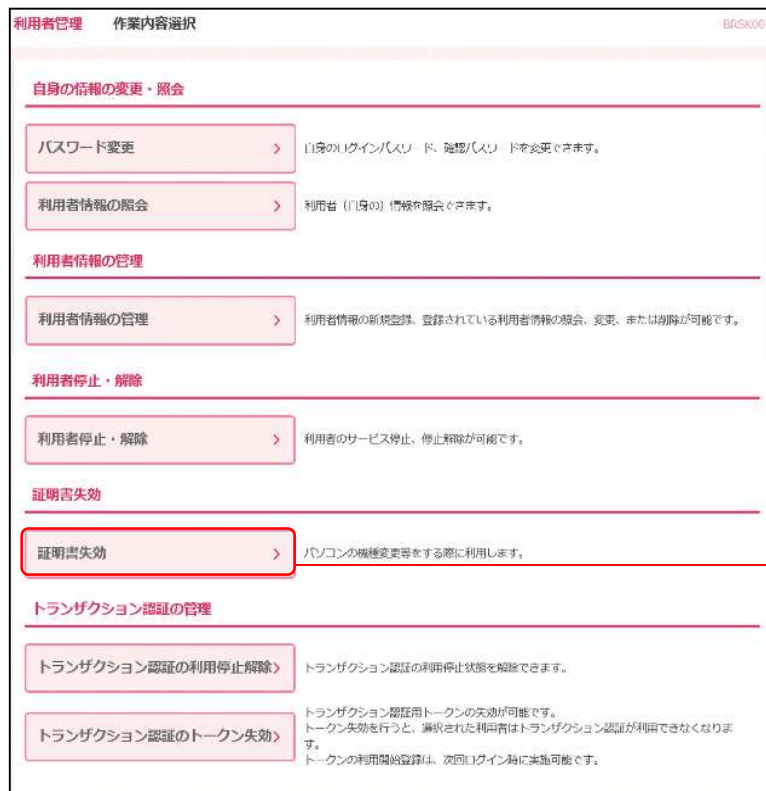 利用者管理 作業内容選択 BRSK00
自身の情報の変更・照会
パスワード変更 自身のログインパスワード、確認パスワードを変更できます。
利用者情報の照会 利用者（自身の）情報を照会できます。
利用者情報の管理
利用者情報の管理 利用者情報の新規登録、登録されている利用者情報の照会、変更、または削除が可能です。
利用者停止・解除
利用者停止・解除 利用者のサービス停止、停止解除が可能です。
証明書失効
証明書失効 パソコンの機種変更等をする際に利用します。
トランザクション認証の管理
トランザクション認証の利用停止解除 トランザクション認証の利用停止状態を解除できます。
トランザクション認証用トークンの失効が可能です。
トランザクション認証のトークン失効 トークン失効を行うと、選択された利用者はトランザクション認証が利用できなくなりま
す。
トークンの利用開始登録は、次回ログイン時に実施可能です。